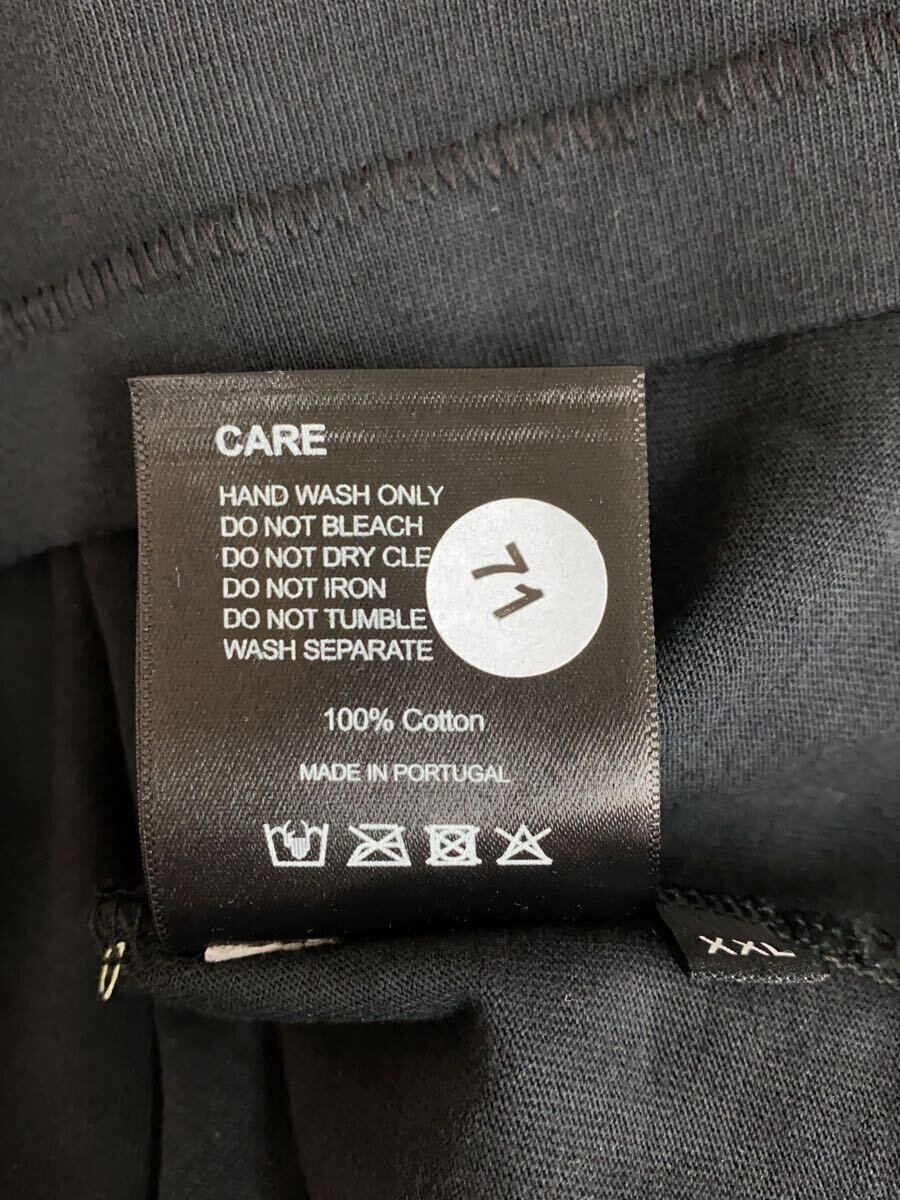 CARE
HAND WASH ONLY
DO NOT BLEACH
DO NOT DRY CLE
DO NOT IRON
DO NOT TUMBLE
WASH SEPARATE
71
100% Cotton
MADE IN PORTUGAL
XXL